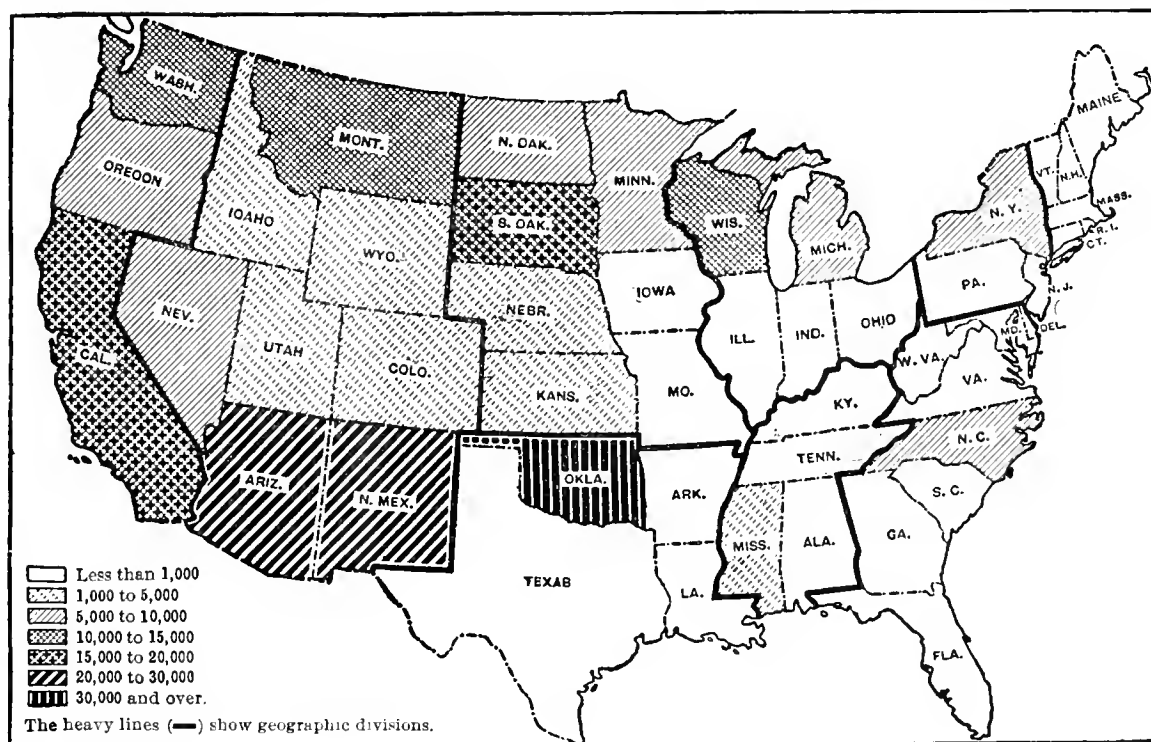 WABH.
MONT.
N. DAK.
MINN.
OREOON
IOAHO
WYO.
B. DAK.
WIS.
MICH.
N. Y.
VT.
N.H.
MAINE
MASS.
R. I.
CT.
NEV.
UTAH
COLO.
NEBR.
KANS.
IOWA
ILL.
IND.
OHIO
PA.
N. J.
MD.
DEL.
W. VA.
VA.
CAL.
MO.
KY.
TENN.
N. C.
S. C.
ARIZ.
N. MEX.
OKLA.
ARK.
MISS.
ALA.
GA.
TEXAB
LA.
FLA.
Less than 1,000
1,000 to 5,000
5,000 to 10,000
10,000 to 15,000
15,000 to 20,000
20,000 to 30,000
30,000 and over.
The heavy lines (━) show geographic divisions.